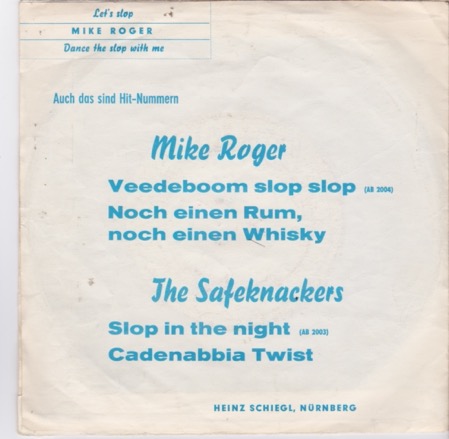 Let's slop
MIKE ROGER
Dance the slop with me
Auch das sind Hit-Nummern
Mike Roger
Veedeboom slop slop (AB 2004)
Noch einen Rum,
noch einen Whisky
The Safeknackers
Slop in the night (AB 2003)
Cadenabbia Twist
HEINZ SCHIEGL, NÜRNBERG